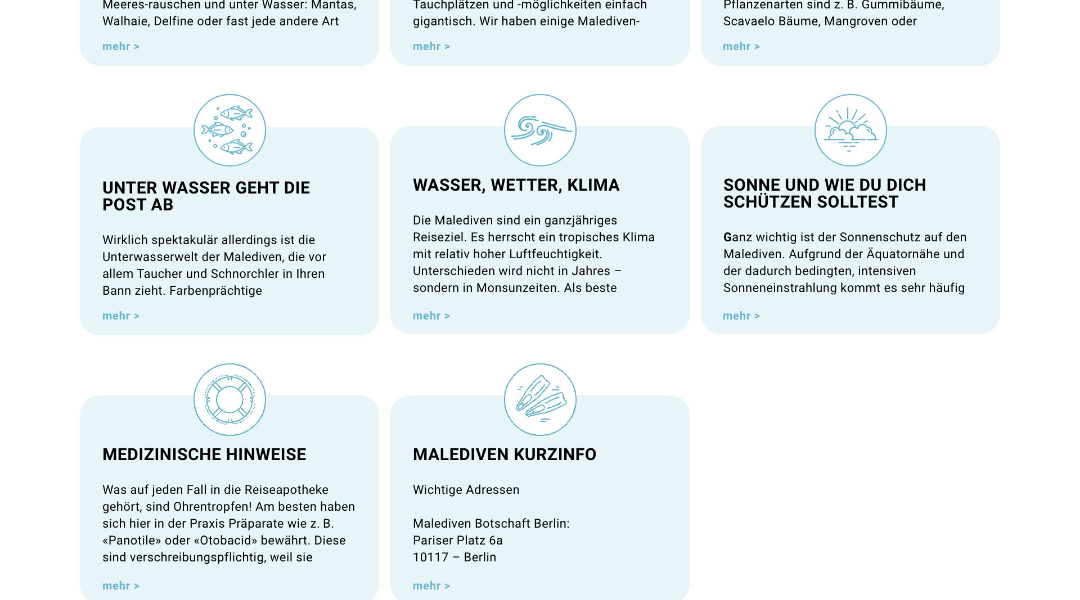 Meeres-rauschen und unter Wasser: Mantas,
Walhaie, Delfine oder fast jede andere Art
mehr >
Tauchplätzen und -möglichkeiten einfach
gigantisch. Wir haben einige Malediven-
mehr >
Pflanzenarten sind z. B. Gummibäume,
Scavaelo Bäume, Mangroven oder
mehr >
UNTER WASSER GEHT DIE
POST AB
Wirklich spektakulär allerdings ist die
Unterwasserwelt der Malediven, die vor
allem Taucher und Schnorchler in Ihren
Bann zieht. Farbenprächtige
mehr >
WASSER, WETTER, KLIMA
Die Malediven sind ein ganzjähriges
Reiseziel. Es herrscht ein tropisches Klima
mit relativ hoher Luftfeuchtigkeit.
Unterschieden wird nicht in Jahres –
sondern in Monsunzeiten. Als beste
mehr >
SONNE UND WIE DU DICH
SCHÜTZEN SOLLTEST
Ganz wichtig ist der Sonnenschutz auf den
Malediven. Aufgrund der Äquatornähe und
der dadurch bedingten, intensiven
Sonneneinstrahlung kommt es sehr häufig
mehr >
MEDIZINISCHE HINWEISE
Was auf jeden Fall in die Reiseapotheke
gehört, sind Ohrentropfen! Am besten haben
sich hier in der Praxis Präparate wie z. B.
«Panotile» oder «Otobacid» bewährt. Diese
sind verschreibungspflichtig, weil sie
mehr >
MALEDIVEN KURZINFO
Wichtige Adressen
Malediven Botschaft Berlin:
Pariser Platz 6a
10117 – Berlin
mehr >